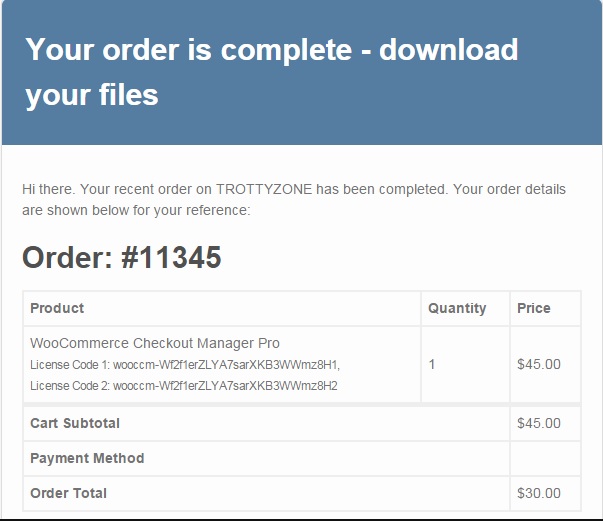 Your order is complete - download
your files
Hi there. Your recent order on TROTTYZONE has been completed. Your order details
are shown below for your reference:
Order: #11345
Product Quantity Price
WooCommerce Checkout Manager Pro
License Code 1: wooccm-Wf2f1erZLYA7sarXKB3WWmz8H1,
License Code 2: wooccm-Wf2f1erZLYA7sarXKB3WWmz8H2
1 $45.00
Cart Subtotal $45.00
Payment Method
Order Total $30.00